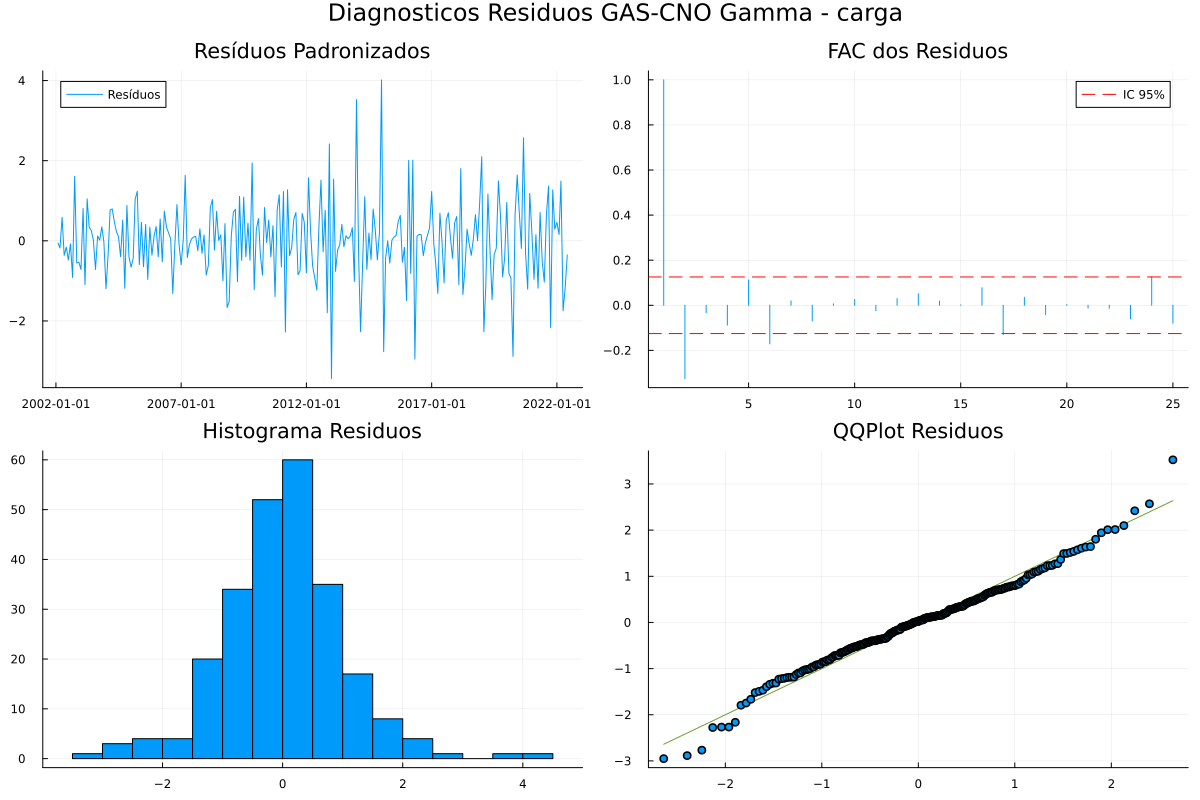 Diagnosticos Residuos GAS-CNO Gamma - carga
Resíduos Padronizados
4
2
0
−2
Resíduos
2002-01-01 2007-01-01 2012-01-01 2017-01-01 2022-01-01
FAC dos Residuos
1.0
0.8
0.6
0.4
0.2
0.0
−0.2
IC 95%
5 10 15 20 25
Histograma Residuos
60
50
40
30
20
10
0
−2 0 2 4
QQPlot Residuos
3
2
1
0
−1
−2
−3
−2 −1 0 1 2